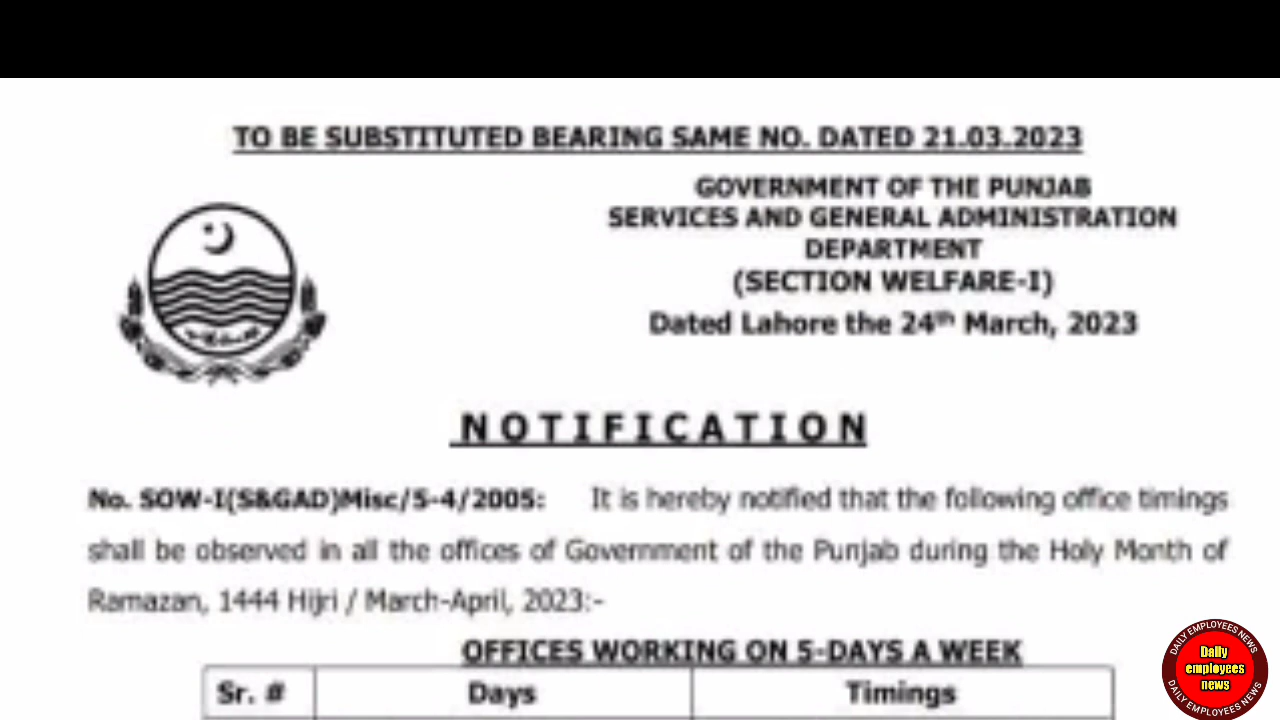 TO BE SUBSTITUTED BEARING SAME NO. DATED 21.03.2023
GOVERNMENT OF THE PUNJAB
SERVICES AND GENERAL ADMINISTRATION
DEPARTMENT
(SECTION WELFARE-I)
Dated Lahore the 24th March, 2023
NOTIFICATION
No. SOW-I(S&GAD)Misc/5-4/2005: It is hereby notified that the following office timings
shall be observed in all the offices of Government of the Punjab during the Holy Month of
Ramazan, 1444 Hijri / March-April, 2023:-
OFFICES WORKING ON 5-DAYS A WEEK
Sr. # Days Timings
DAILY EMPLOYEES NEWS
Daily
employees
news
DAILY EMPLOYEES NEWS